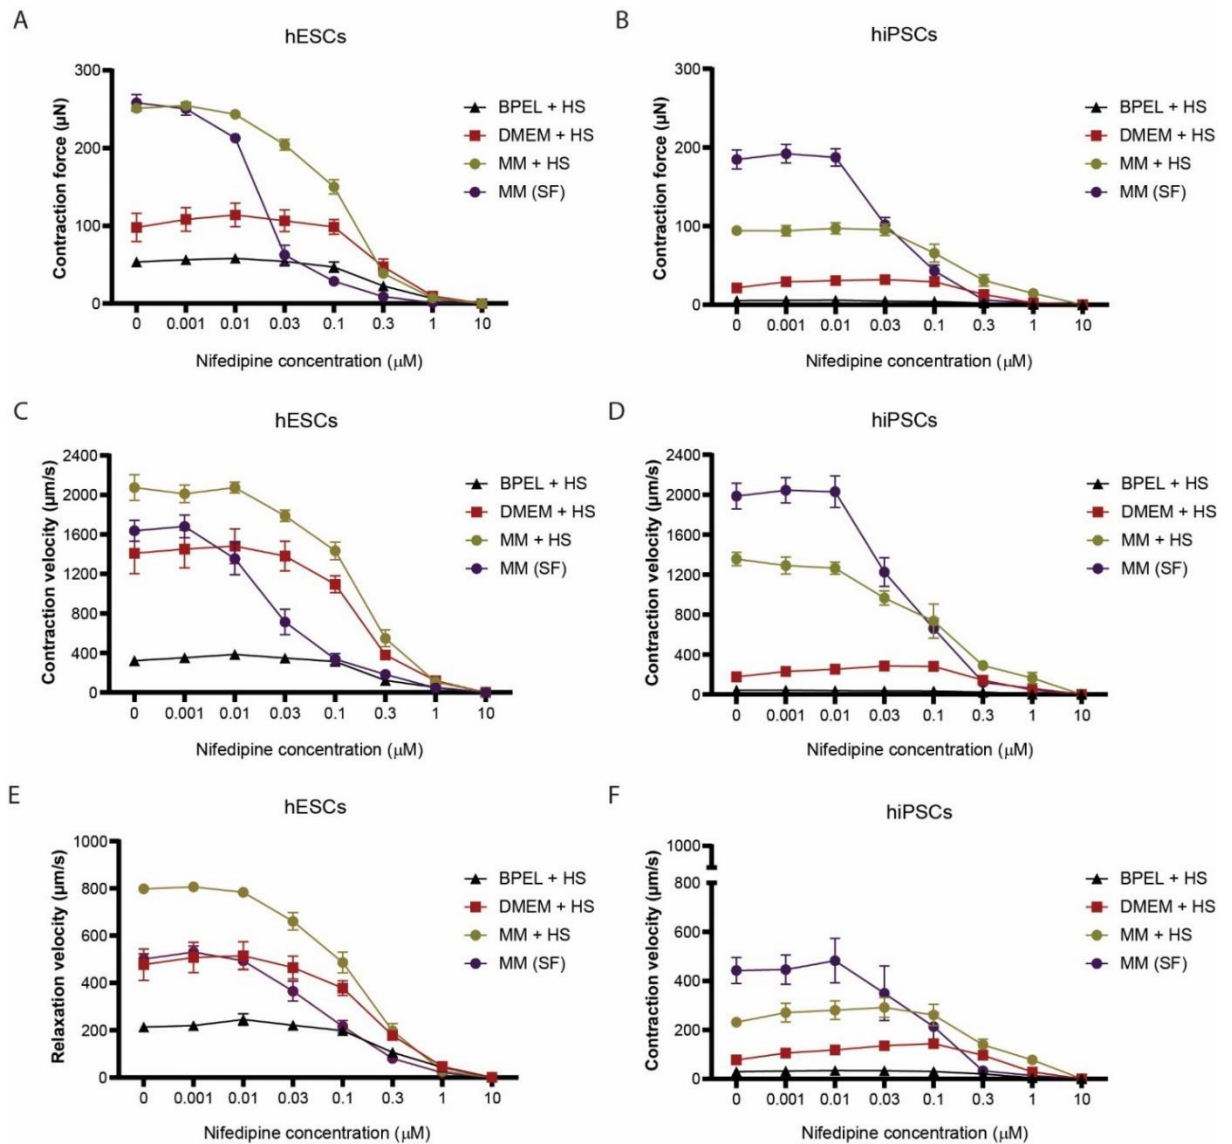 A
hESCs
Contraction force (µN)
300
200
100
0
0 0.001 0.01 0.03 0.1 0.3 1 10
Nifedipine concentration (µM)
BPEL + HS
DMEM + HS
MM + HS
MM (SF)
B
hiPSCs
Contraction force (µN)
300
200
100
0
0 0.001 0.01 0.03 0.1 0.3 1 10
Nifedipine concentration (µM)
BPEL + HS
DMEM + HS
MM + HS
MM (SF)
C
hESCs
Contraction velocity (µm/s)
2400
2000
1600
1200
800
400
0
0 0.001 0.01 0.03 0.1 0.3 1 10
Nifedipine concentration (µM)
BPEL + HS
DMEM + HS
MM + HS
MM (SF)
D
hiPSCs
Contraction velocity (µm/s)
2400
2000
1600
1200
800
400
0
0 0.001 0.01 0.03 0.1 0.3 1 10
Nifedipine concentration (µM)
BPEL + HS
DMEM + HS
MM + HS
MM (SF)
E
hESCs
Relaxation velocity (µm/s)
1000
800
600
400
200
0
0 0.001 0.01 0.03 0.1 0.3 1 10
Nifedipine concentration (µM)
BPEL + HS
DMEM + HS
MM + HS
MM (SF)
F
hiPSCs
Contraction velocity (µm/s)
1000
800
600
400
200
0
0 0.001 0.01 0.03 0.1 0.3 1 10
Nifedipine concentration (µM)
BPEL + HS
DMEM + HS
MM + HS
MM (SF)